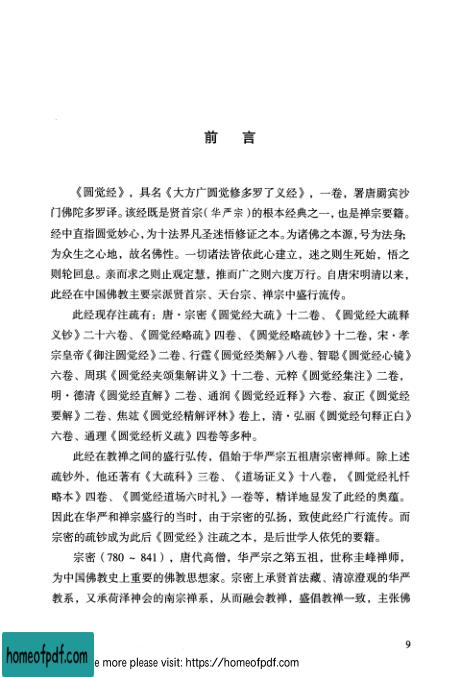 前 言
《圆觉经》，具名《大方广圆觉修多罗了义经》，一卷，署唐罽宾沙
门佛陀多罗译。该经既是贤首宗（华严宗）的根本经典之一，也是禅宗要籍。
经中直指圆觉妙心，为十法界凡圣迷悟修证之本。为诸佛之本源，号为法身；
为众生之心地，故名佛性。一切诸法皆依此心建立，迷之则生死始，悟之
则轮回息。亲而求之则止观定慧，推而广之则六度万行。自唐宋明清以来，
此经在中国佛教主要宗派贤首宗、天台宗、禅宗中盛行流传。
此经现存注疏有：唐·宗密《圆觉经大疏》十二卷、《圆觉经大疏释
义钞》二十六卷、《圆觉经略疏》四卷、《圆觉经略疏钞》十二卷，宋·孝
宗皇帝《御注圆觉经》二卷、行霆《圆觉经类解》八卷、智聪《圆觉经心镜》
六卷、周琪《圆觉经夹颂集解讲义》十二卷、元粹《圆觉经集注》二卷，
明·德清《圆觉经直解》二卷、通润《圆觉经近释》六卷、寂正《圆觉经
要解》二卷、焦竑《圆觉经精解评林》卷上，清·弘丽《圆觉经句释正白》
六卷、通理《圆觉经析义疏》四卷等多种。
此经在教禅之间的盛行弘传，倡始于华严宗五祖唐宗密禅师。除上述
疏钞外，他还著有《大疏科》三卷、《道场证义》十八卷，《圆觉经礼忏
略本》四卷、《圆觉经道场六时礼》一卷等，精详地显发了此经的奥蕴。
因此在华严和禅宗盛行的当时，由于宗密的弘扬，致使此经广行流传。而
宗密的疏钞成为此后《圆觉经》注疏之本，是后世学人依凭的要籍。
宗密（780 ~ 841），唐代高僧，华严宗之第五祖，世称圭峰禅师，
为中国佛教史上重要的佛教思想家。宗密上承贤首法藏、清凉澄观的华严
教系，又承荷泽神会的南宗禅系，从而融会教禅，盛倡教禅一致，主张佛
9
homeofpdf.com
e more please visit: https://homeofpdf.com